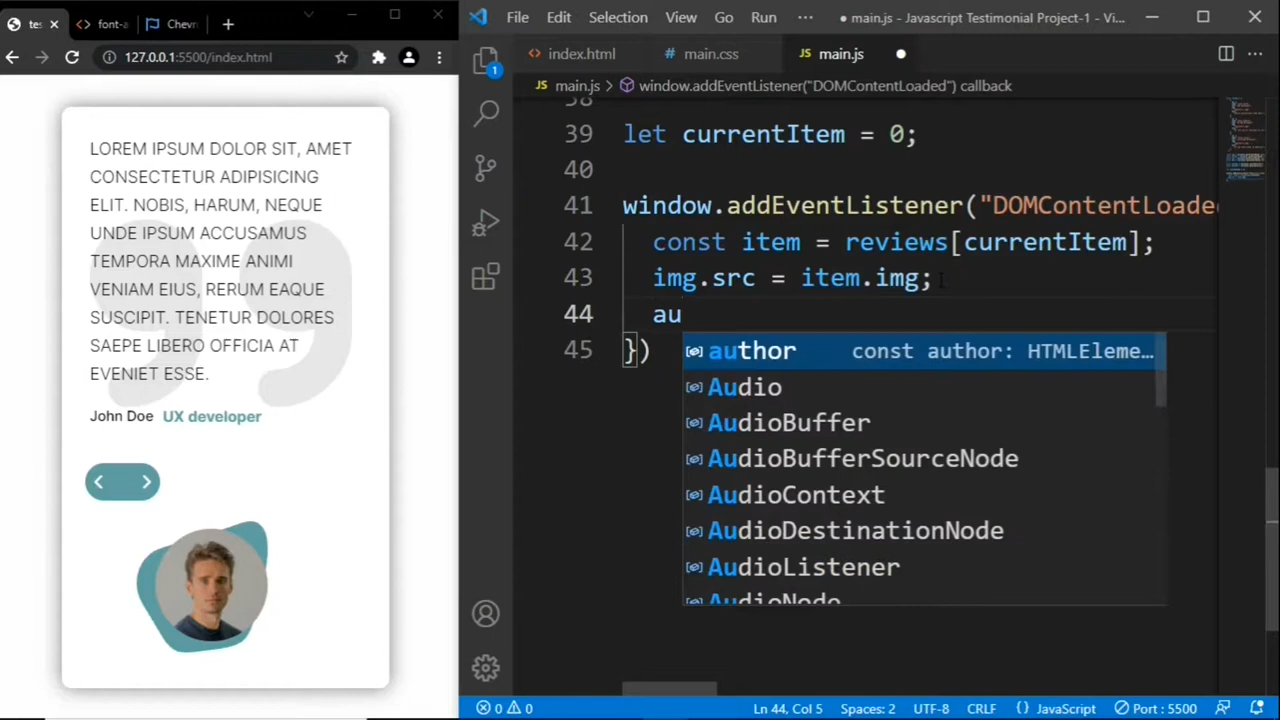 tes
font-a
Chevr
127.0.0.1:5500/index.html
LOREM IPSUM DOLOR SIT, AMET
CONSECTETUR ADIPISICING
ELIT. NOBIS, HARUM, NEQUE
UNDE IPSUM ACCUSAMUS
TEMPORA MAXIME ANIMI
VENIAM EIUS, RERUM EAQUE
SUSCIPIT. TENETUR DOLORES
SAEPE LIBERO OFFICIA AT
EVENIET ESSE.
John Doe UX developer
File Edit Selection View Go Run ··· ● main.js - Javascript Testimonial Project-1 - Vi...
index.html
# main.css
JS main.js ●
JS main.js > window.addEventListener("DOMContentLoaded") callback
1
38
39 let currentItem = 0;
40
41 window.addEventListener("DOMContentLoade
42 const item = reviews[currentItem];
43 img.src = item.img;
44 au
45 })
author const author: HTMLEleme...
Audio
AudioBuffer
AudioBufferSourceNode
AudioContext
AudioDestinationNode
AudioListener
AudioNode
0 0 Ln 44, Col 5 Spaces: 2 UTF-8 CRLF {} JavaScript Port : 5500